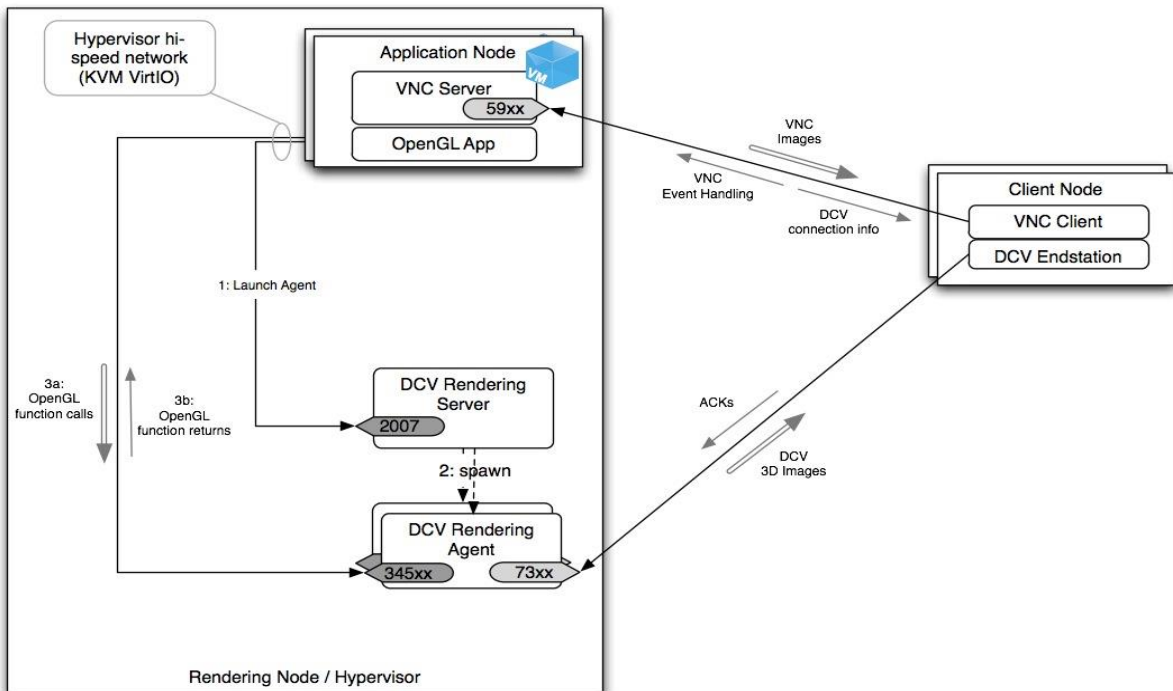 Hypervisor hi-
speed network
(KVM VirtIO)
Application Node
VM
VNC Server
59xx
OpenGL App
VNC
Images
VNC
Event Handling
DCV
connection info
Client Node
VNC Client
DCV Endstation
1: Launch Agent
3a:
OpenGL
function calls
3b:
OpenGL
function returns
DCV Rendering
Server
2007
2: spawn
DCV Rendering
Agent
345xx
73xx
ACKs
DCV
3D Images
Rendering Node / Hypervisor